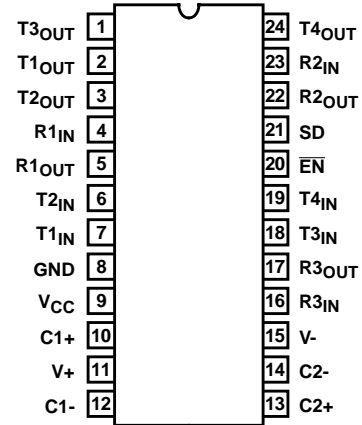 T3OUT 1 24 T4OUT
T1OUT 2 23 R2IN
T2OUT 3 22 R2OUT
R1IN 4 21 SD
R1OUT 5 20 E̅N̅
T2IN 6 19 T4IN
T1IN 7 18 T3IN
GND 8 17 R3OUT
VCC 9 16 R3IN
C1+ 10 15 V-
V+ 11 14 C2-
C1- 12 13 C2+